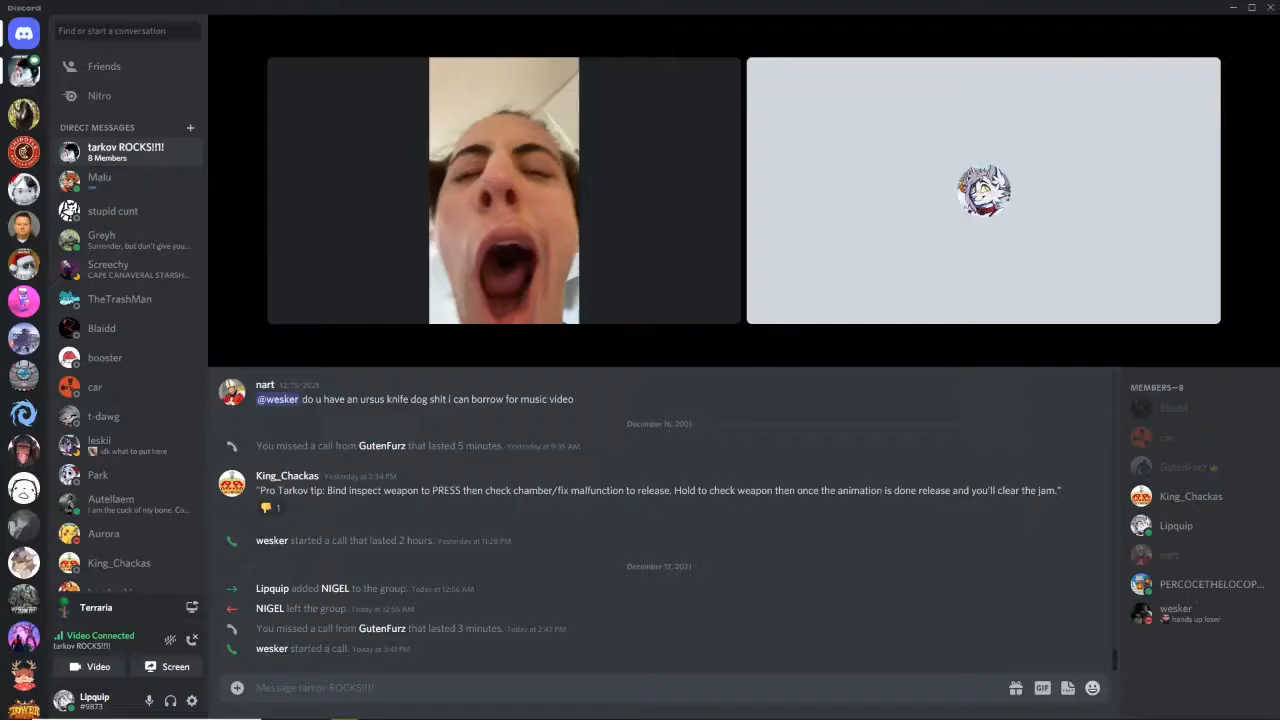 Discord
Find or start a conversation
Friends
Nitro
DIRECT MESSAGES
tarkov ROCKS!!1!
8 Members
Malu
stupid cunt
Greyh
Surrender, but don't give you...
Screechy
CAPE CANAVERAL STARSH...
TheTrashMan
Blaidd
booster
car
t-dawg
leskii
idk what to put here
Park
Autellaem
I am the cock of my bone. Co...
Aurora
King_Chackas
Terraria
Video Connected
tarkov ROCKS!!1!
Video
Screen
Lipquip
#9873
CHIPOTLE
nart 12/15/2021
@wesker do u have an ursus knife dog shit i can borrow for music video
December 16, 2021
You missed a call from GutenFurz that lasted 5 minutes. Yesterday at 9:35 AM
King_Chackas Yesterday at 2:34 PM
"Pro Tarkov tip: Bind inspect weapon to PRESS then check chamber/fix malfunction to release. Hold to check weapon then once the animation is done release and you'll clear the jam."
1
wesker started a call that lasted 2 hours. Yesterday at 11:28 PM
December 17, 2021
Lipquip added NIGEL to the group. Today at 12:56 AM
NIGEL left the group. Today at 12:56 AM
You missed a call from GutenFurz that lasted 3 minutes. Today at 2:47 PM
wesker started a call. Today at 3:41 PM
Message tarkov ROCKS!!1!
GIF
MEMBERS—8
Blaidd
car
GutenFurz
King_Chackas
Lipquip
nart
PERCOCETHELOCOP...
wesker
hands up loser